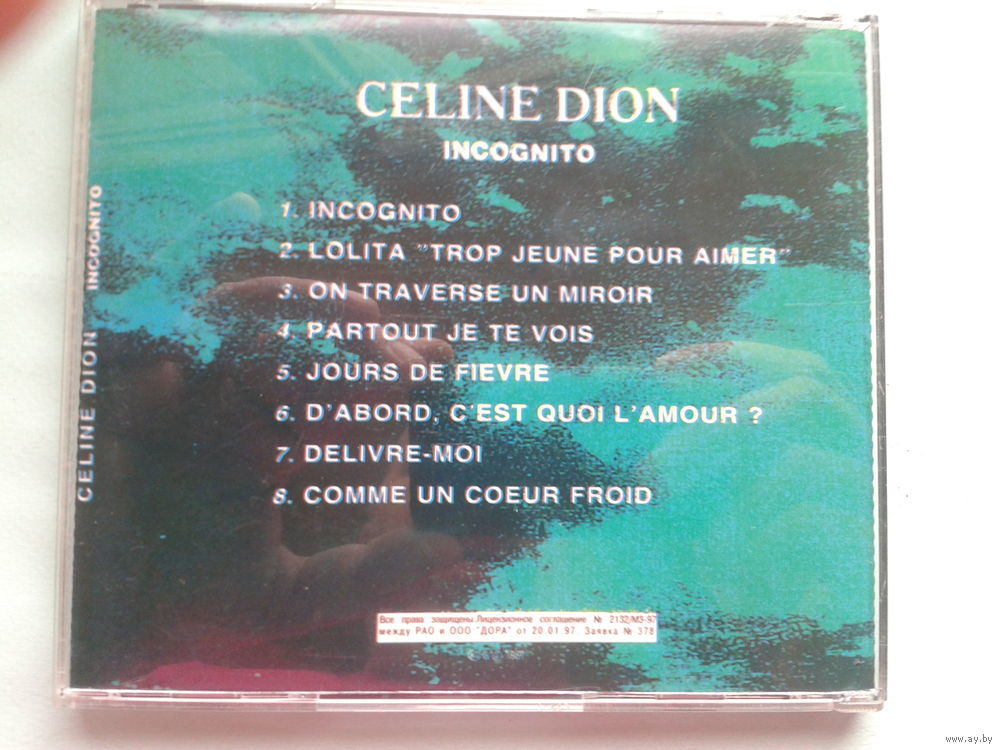 CELINE DION
INCOGNITO
1. INCOGNITO
2. LOLITA "TROP JEUNE POUR AIMER"
3. ON TRAVERSE UN MIROIR
4. PARTOUT JE TE VOIS
5. JOURS DE FIEVRE
6. D'ABORD, C'EST QUOI L'AMOUR ?
7. DELIVRE-MOI
8. COMME UN COEUR FROID
Все права защищены. Лицензионное соглашение № 2132/МЗ-97
между РАО и ООО "ДОРА" от 20.01.97. Заявка № 378
CELINE DION INCOGNITO
www.ay.by